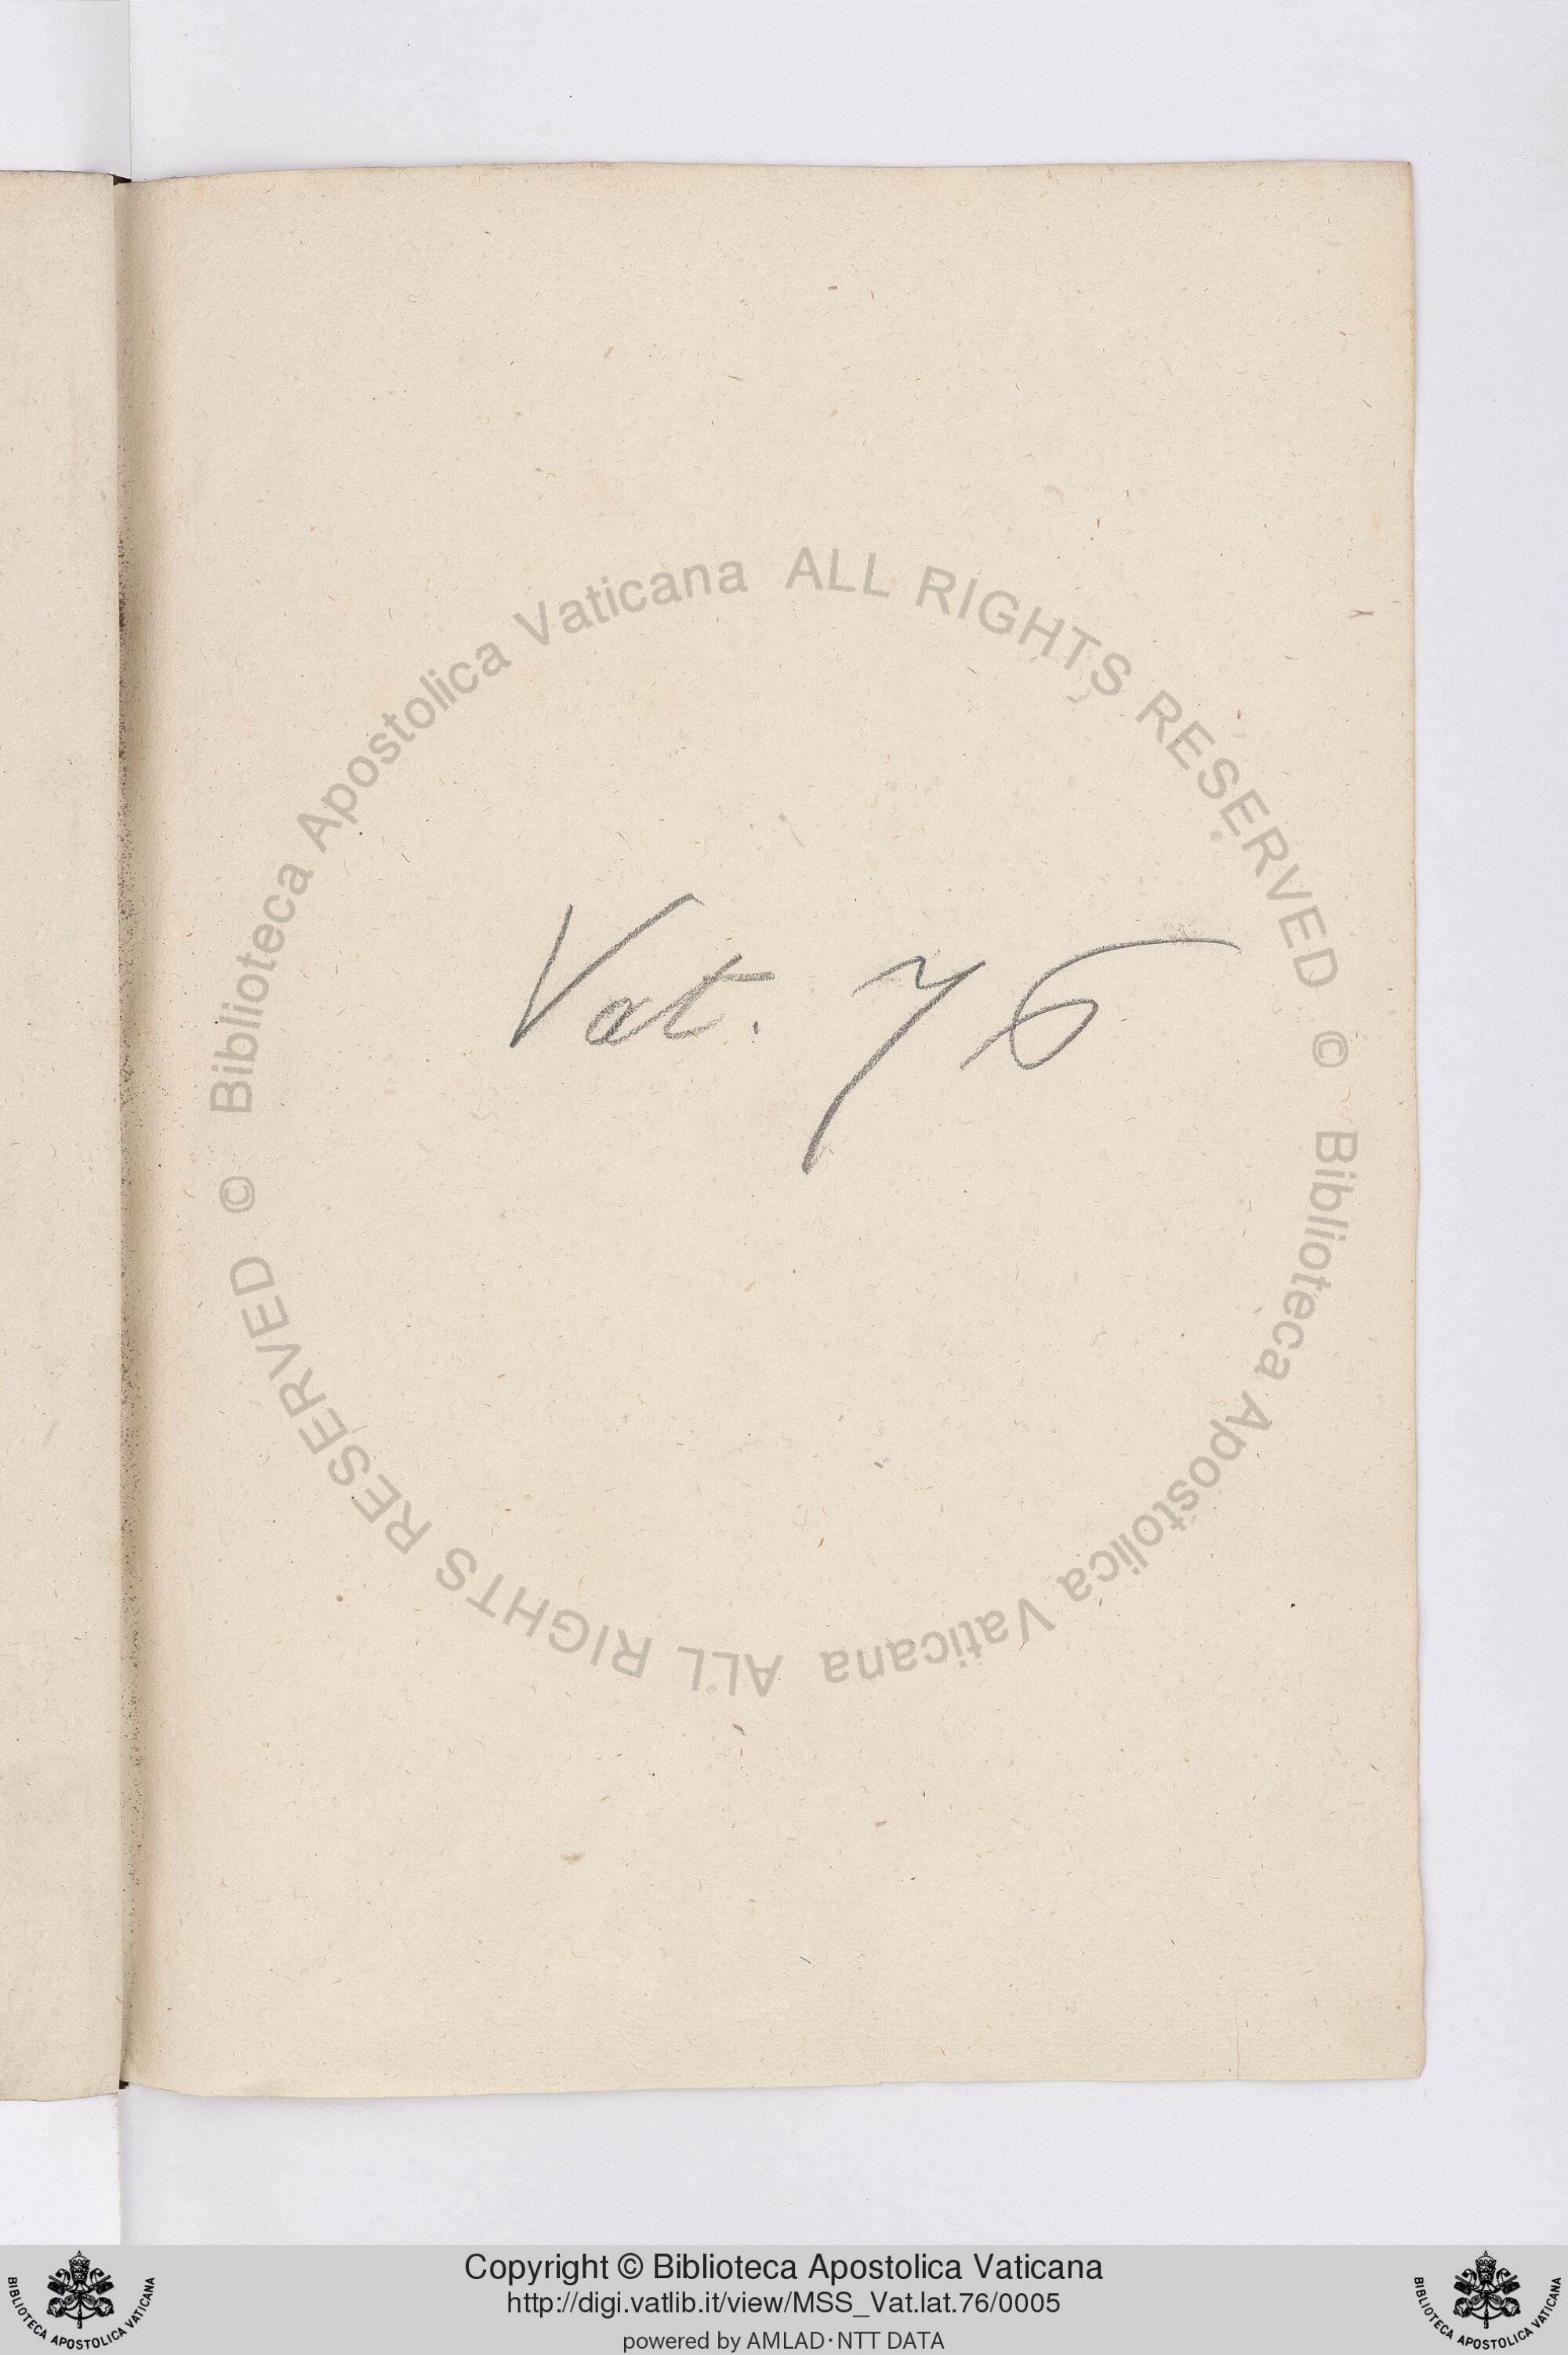 Vat. 76
© Biblioteca Apostolica Vaticana ALL RIGHTS RESERVED
© Biblioteca Apostolica Vaticana ALL RIGHTS RESERVED
BIBLIOTECA APOSTOLICA VATICANA
Copyright © Biblioteca Apostolica Vaticana
http://digi.vatlib.it/view/MSS_Vat.lat.76/0005
powered by AMLAD·NTT DATA
BIBLIOTECA APOSTOLICA VATICANA